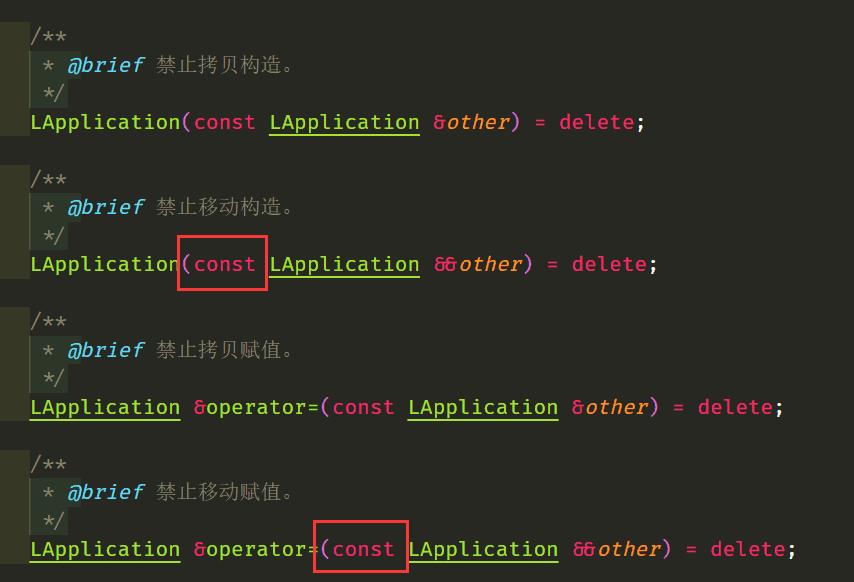 /**
* @brief 禁止拷贝构造。
*/
LApplication(const LApplication &other) = delete;
/**
* @brief 禁止移动构造。
*/
LApplication(const LApplication &&other) = delete;
/**
* @brief 禁止拷贝赋值。
*/
LApplication &operator=(const LApplication &other) = delete;
/**
* @brief 禁止移动赋值。
*/
LApplication &operator=(const LApplication &&other) = delete;